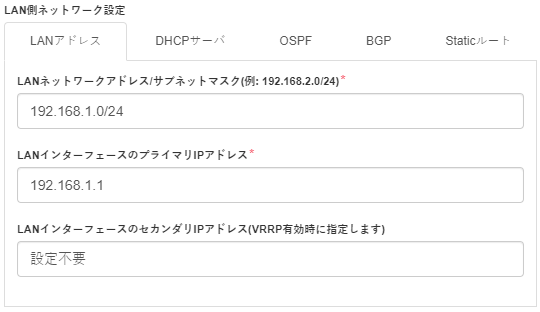 LAN側ネットワーク設定
LANアドレス DHCPサーバ OSPF BGP Staticルート
LANネットワークアドレス/サブネットマスク(例: 192.168.2.0/24)*
192.168.1.0/24
LANインターフェースのプライマリIPアドレス*
192.168.1.1
LANインターフェースのセカンダリIPアドレス(VRRP有効時に指定します)
設定不要